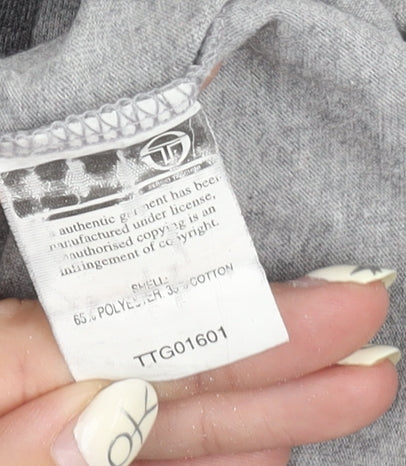 authentic garment has been
manufactured under license,
unauthorised copying is an
infringement of copyright.
SHELL:
65% POLYESTER 35% COTTON
TTG01601
ok